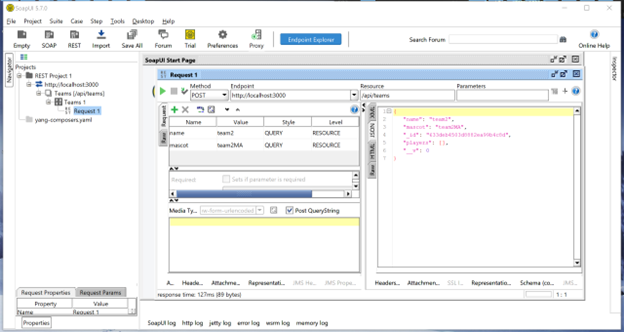 SoapUI 5.7.0
File Project Suite Case Step Tools Desktop Help
Empty SOAP REST Import Save All Forum Trial Preferences Proxy
Endpoint Explorer
Search Forum
Online Help
Navigator
Projects
REST Project 1
http://localhost:3000
Teams [/api/teams]
Teams 1
Request 1
yang-composers.yaml
SoapUI Start Page
Request 1
Method Endpoint Resource Parameters
POST http://localhost:3000 /api/teams
Request
Raw
Name Value Style Level
name team2 QUERY RESOURCE
mascot team2MA QUERY RESOURCE
Required Sets if parameter is required
Media Ty... Post QueryString
A... Heade... Attachme... Representati... JMS He... JMS Prope...
XML
JSON
HTML
Raw
{
"name": "team2",
"mascot": "team2MA",
"players": [],
"__v": 0
}
Headers... Attachmen... SSL I... Representatio... Schema (co... JMS...
response time: 127ms (89 bytes)
1 : 1
Inspector
Request Properties Request Params
Property Value
Name Request 1
Properties
SoapUI log http log jetty log error log wsrm log memory log